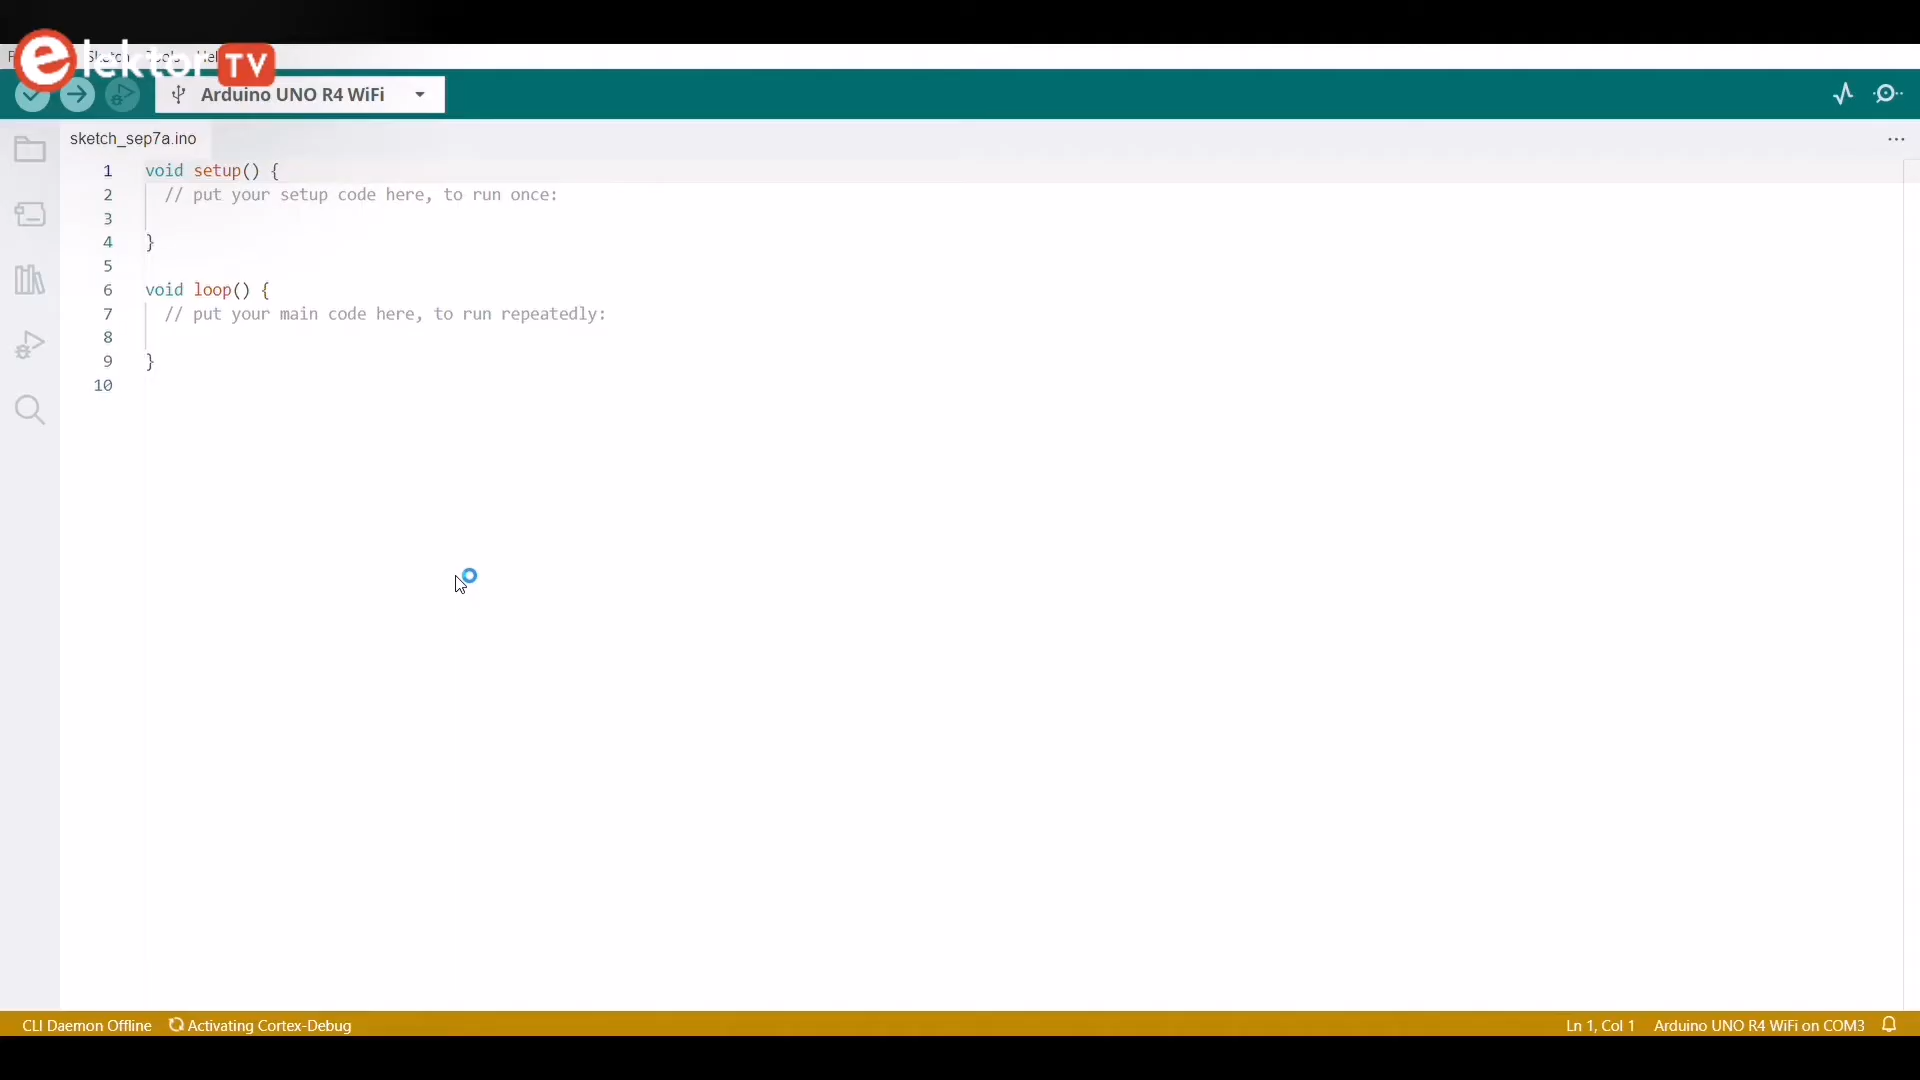 elektor TV
Sketch
Arduino UNO R4 WiFi
sketch_sep7a.ino
1 void setup() {
2 // put your setup code here, to run once:
3
4 }
5
6 void loop() {
7 // put your main code here, to run repeatedly:
8
9 }
10
CLI Daemon Offline Activating Cortex-Debug Ln 1, Col 1 Arduino UNO R4 WiFi on COM3